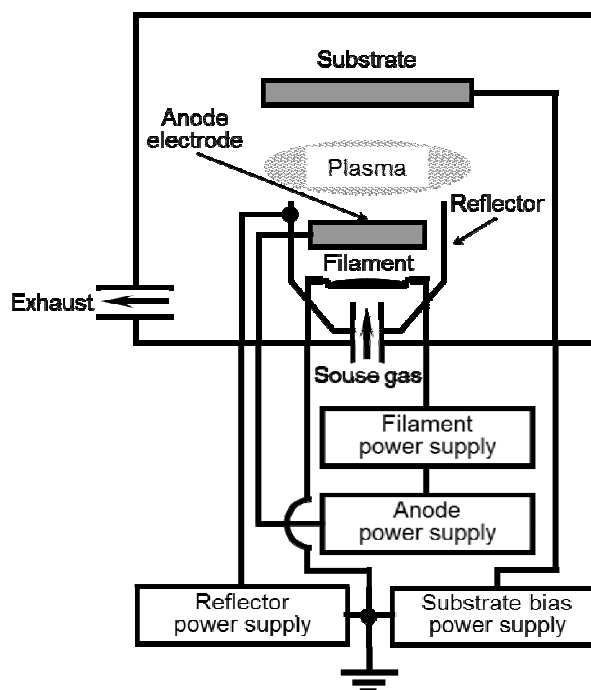 Substrate
Anode
electrode
Plasma
Reflector
Filament
Exhaust
Souse gas
Filament
power supply
Anode
power supply
Reflector
power supply
Substrate bias
power supply